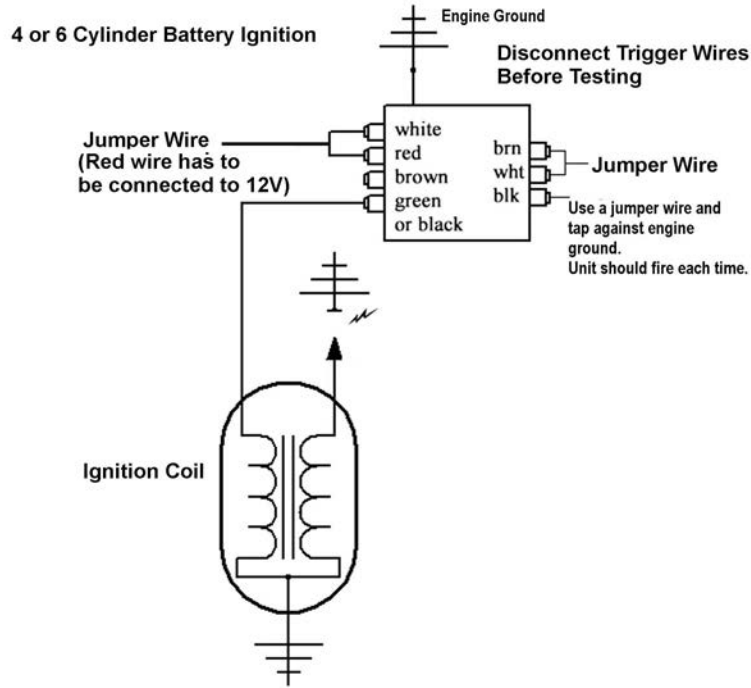 4 or 6 Cylinder Battery Ignition
Engine Ground
Disconnect Trigger Wires
Before Testing
Jumper Wire
(Red wire has to
be connected to 12V)
white
red
brown
green
or black
brn
wht
blk
Jumper Wire
Use a jumper wire and
tap against engine
ground.
Unit should fire each time.
Ignition Coil